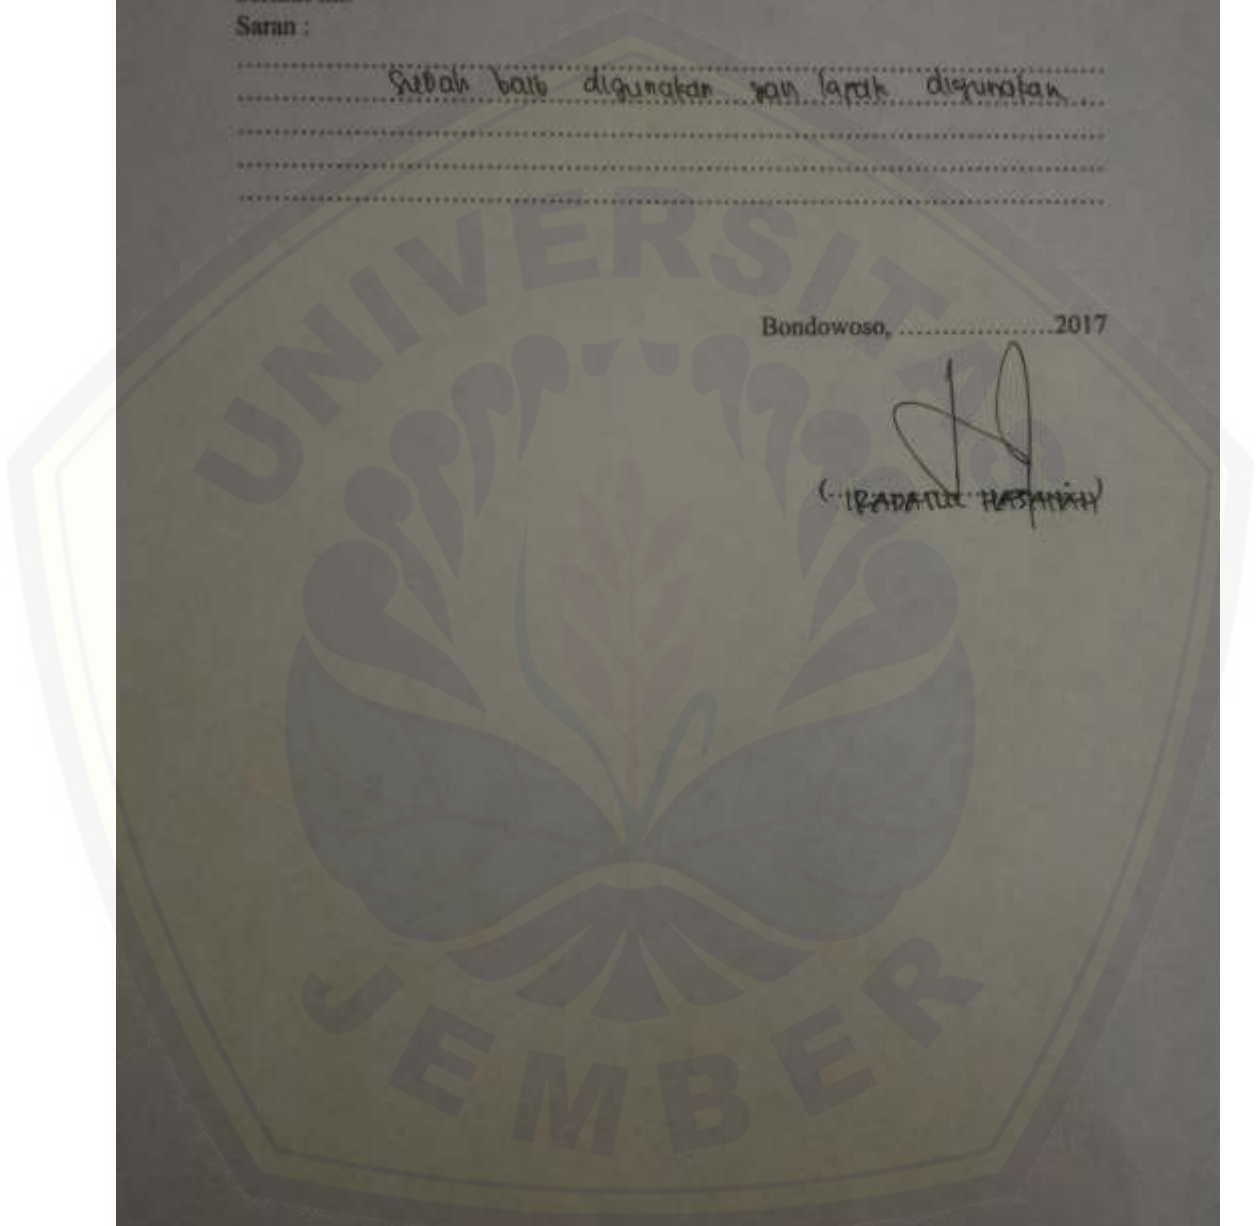 Saran :
Sudah baik digunakan dan layak digunakan
Bondowoso, ....................2017
(IRADATUL HASANAH)
UNIVERSITAS
JEMBER